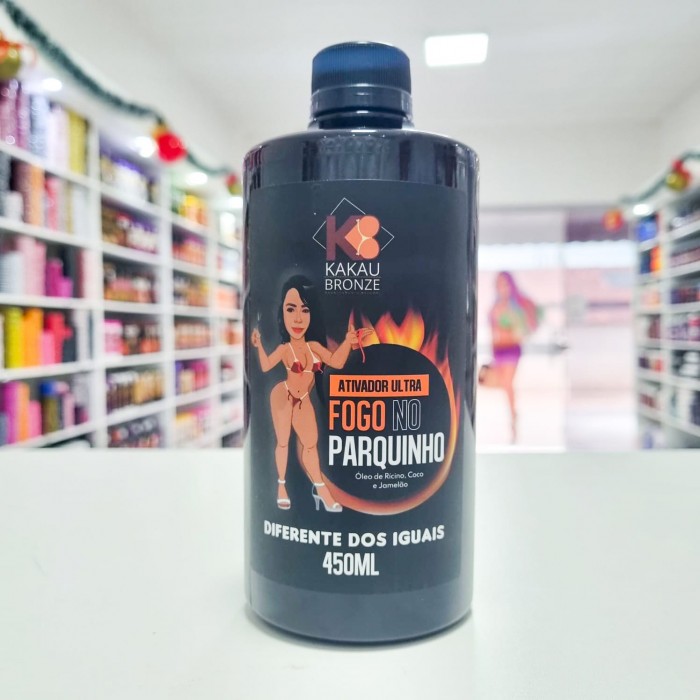 KB
KAKAU
BRONZE
ATIVADOR ULTRA
FOGO NO
PARQUINHO
Óleo de Rícino, Coco
e Jamelão
DIFERENTE DOS IGUAIS
450ML